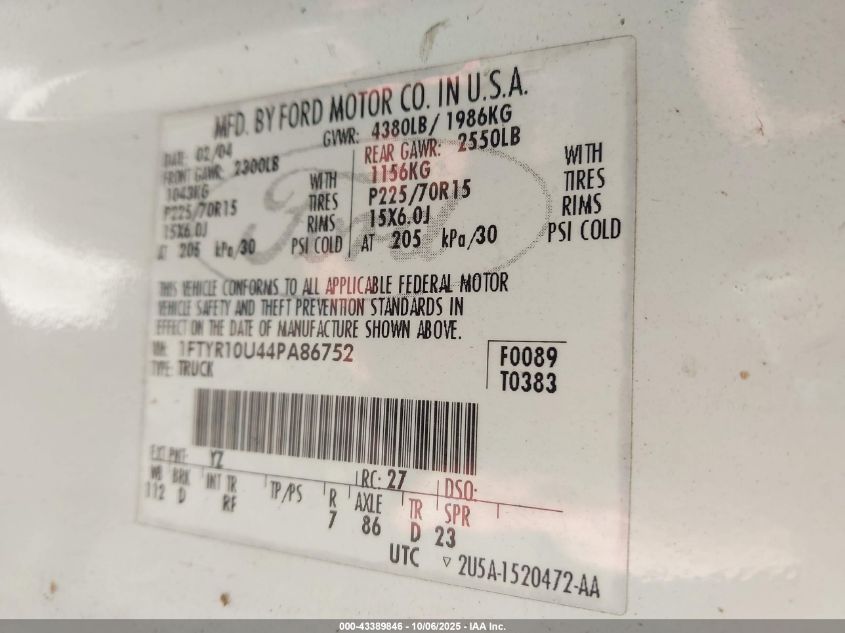 MFD. BY FORD MOTOR CO. IN U.S.A.
DATE: 02/04 GVWR: 4380LB/ 1986KG
FRONT GAWR: 2300LB REAR GAWR: 2550LB
1043KG WITH 1156KG WITH
P225/70R15 TIRES P225/70R15 TIRES
15X6.0J RIMS 15X6.0J RIMS
AT 205 kPa/30 PSI COLD AT 205 kPa/30 PSI COLD
Ford
THIS VEHICLE CONFORMS TO ALL APPLICABLE FEDERAL MOTOR
VEHICLE SAFETY AND THEFT PREVENTION STANDARDS IN
EFFECT ON THE DATE OF MANUFACTURE SHOWN ABOVE.
VIN: 1FTYR10U44PA86752 F0089
TYPE: TRUCK T0383
EXT PNT: YZ RC: 27 DSO:
WB BRK INT TR TP/PS R AXLE TR SPR
112 D RF 7 86 D 23
UTC ▽ 2U5A-1520472-AA
000-43389846 - 10/06/2025 - IAA Inc.